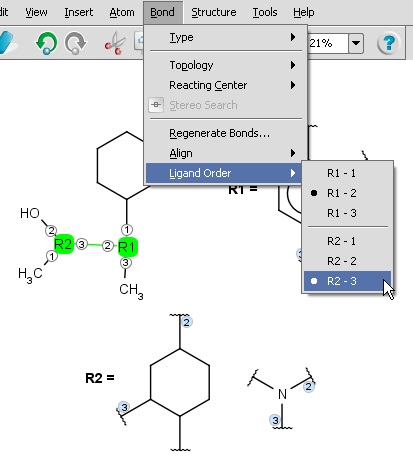 dit View Insert Atom Bond Structure Tools Help
21%
Type
Topology
Reacting Center
Stereo Search
Regenerate Bonds...
Align
Ligand Order
R1 - 1
R1 - 2
R1 - 3
R2 - 1
R2 - 2
R2 - 3
R1 =
3
HO
2
R2 3 2 R1
1
1
3
H3C
CH3
R2 =
2
3
N
2
3